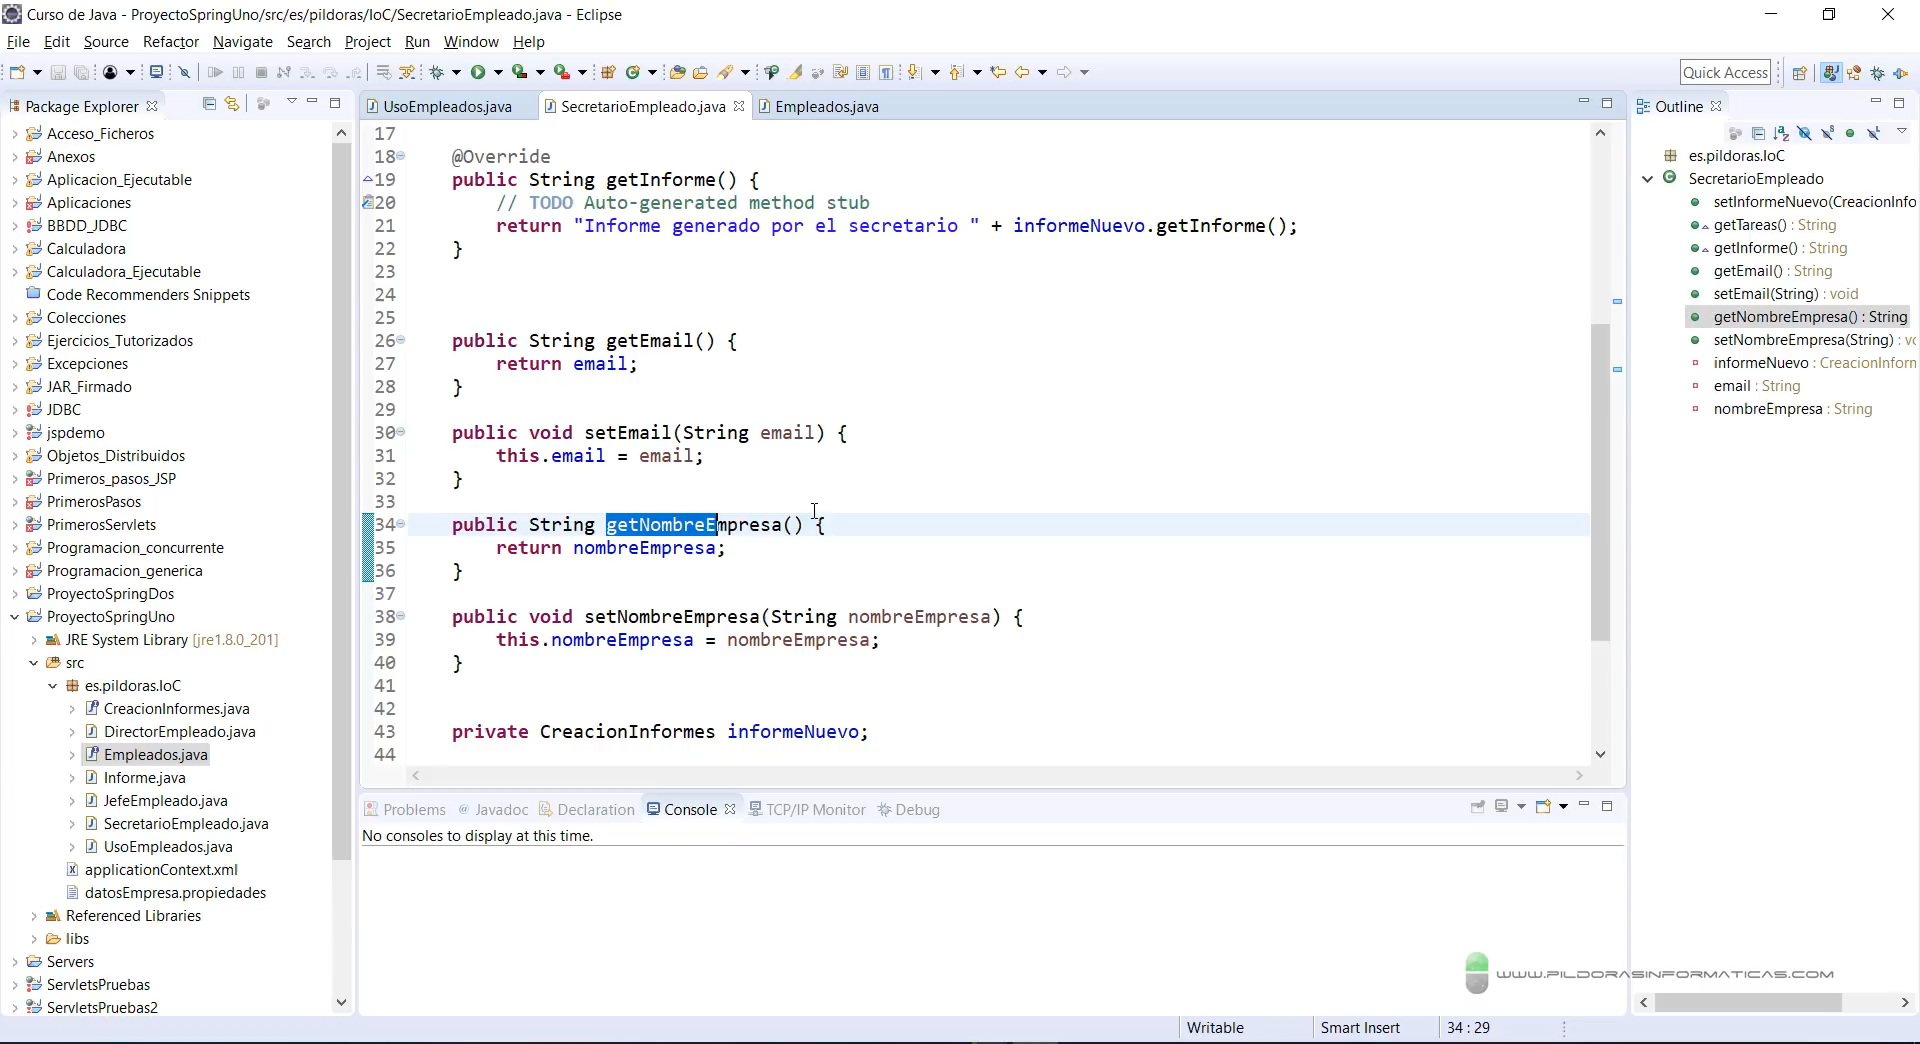 Curso de Java - ProyectoSpringUno/src/es/pildoras/IoC/SecretarioEmpleado.java - Eclipse
File Edit Source Refactor Navigate Search Project Run Window Help
Quick Access
Package Explorer
Acceso_Ficheros
Anexos
Aplicacion_Ejecutable
Aplicaciones
BBDD_JDBC
Calculadora
Calculadora_Ejecutable
Code Recommenders Snippets
Colecciones
Ejercicios_Tutorizados
Excepciones
JAR_Firmado
JDBC
jspdemo
Objetos_Distribuidos
Primeros_pasos_JSP
PrimerosPasos
PrimerosServlets
Programacion_concurrente
Programacion_generica
ProyectoSpringDos
ProyectoSpringUno
JRE System Library [jre1.8.0_201]
src
es.pildoras.IoC
CreacionInformes.java
DirectorEmpleado.java
Empleados.java
Informe.java
JefeEmpleado.java
SecretarioEmpleado.java
UsoEmpleados.java
applicationContext.xml
datosEmpresa.propiedades
Referenced Libraries
libs
Servers
ServletsPruebas
ServletsPruebas2
UsoEmpleados.java SecretarioEmpleado.java Empleados.java
17
18 @Override
19 public String getInforme() {
20 // TODO Auto-generated method stub
21 return "Informe generado por el secretario " + informeNuevo.getInforme();
22 }
23
24
25
26 public String getEmail() {
27 return email;
28 }
29
30 public void setEmail(String email) {
31 this.email = email;
32 }
33
34 public String getNombreEmpresa() {
35 return nombreEmpresa;
36 }
37
38 public void setNombreEmpresa(String nombreEmpresa) {
39 this.nombreEmpresa = nombreEmpresa;
40 }
41
42
43 private CreacionInformes informeNuevo;
44
Problems @ Javadoc Declaration Console TCP/IP Monitor Debug
No consoles to display at this time.
Outline
es.pildoras.IoC
SecretarioEmpleado
setInformeNuevo(CreacionInfo
getTareas() : String
getInforme() : String
getEmail() : String
setEmail(String) : void
getNombreEmpresa() : String
setNombreEmpresa(String) : vo
informeNuevo : CreacionInform
email : String
nombreEmpresa : String
WWW.PILDORASINFORMATICAS.COM
Writable Smart Insert 34 : 29